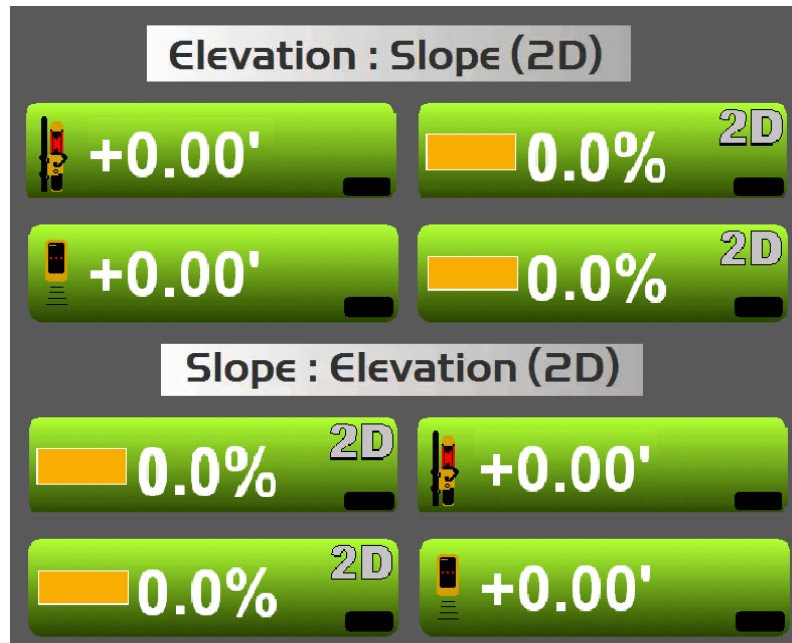 Elevation : Slope (2D)
+0.00' 0.0% 2D
+0.00' 0.0% 2D
Slope : Elevation (2D)
0.0% 2D +0.00'
0.0% 2D +0.00'